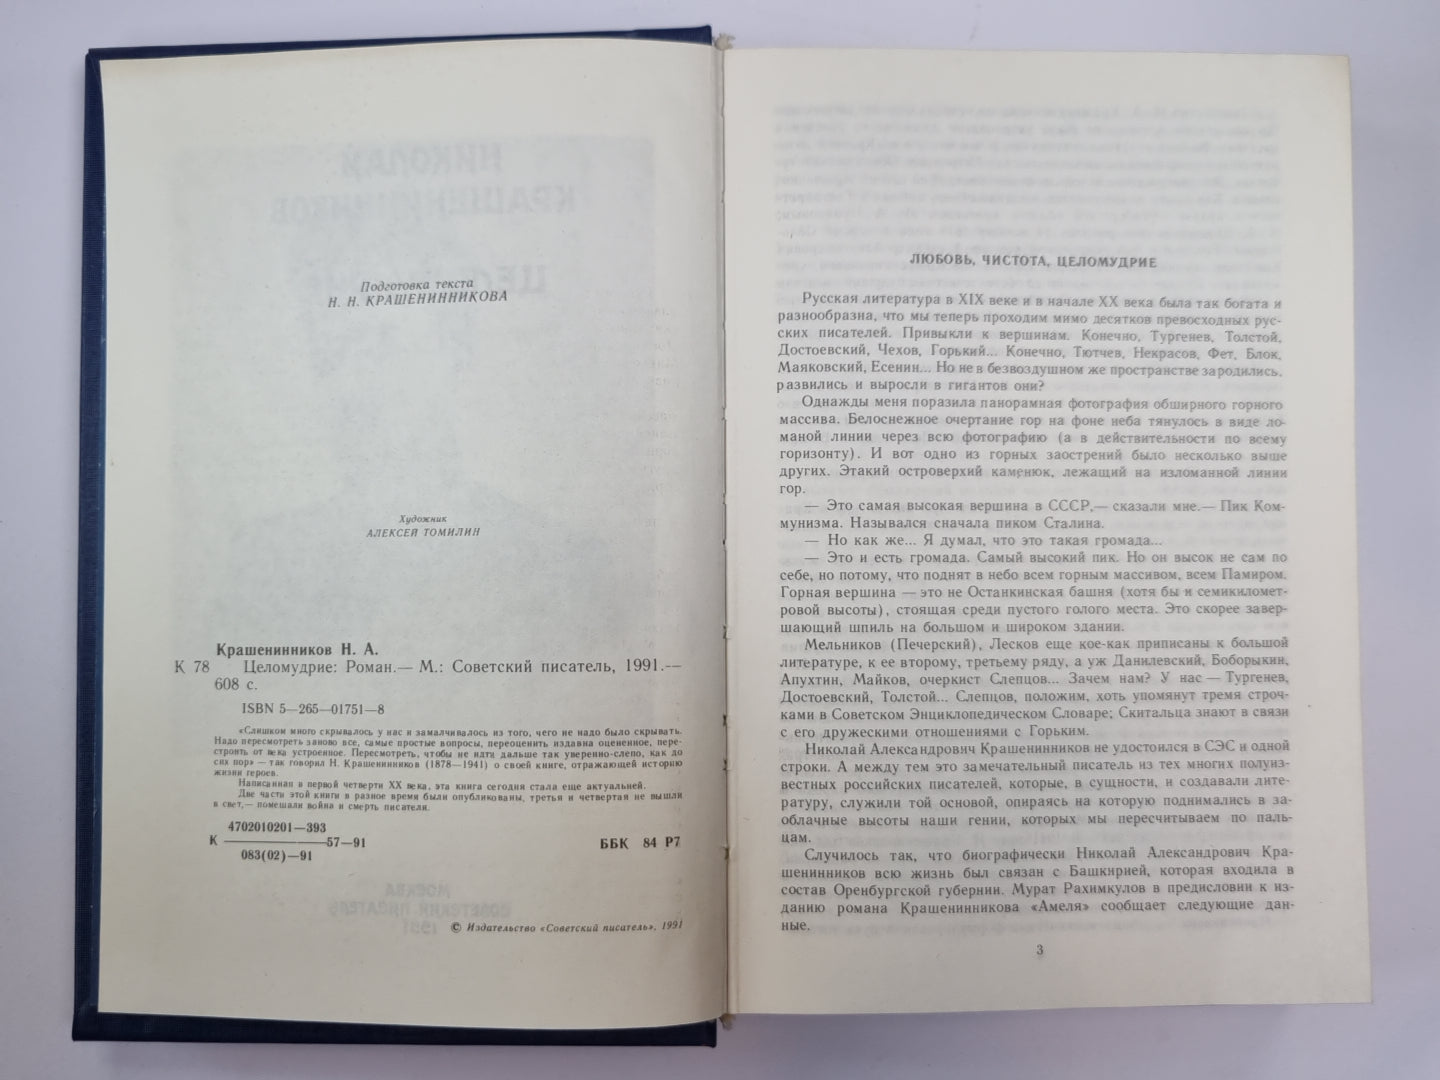 Подготовка текста
Н. Н. КРАШЕНИННИКОВА
Художник
АЛЕКСЕЙ ТОМИЛИН
Крашенинников Н. А.
К 78 Целомудрие: Роман.— М.: Советский писатель, 1991.—
608 с.
ISBN 5—265—01751—8
«Слишком много скрывалось у нас и замалчивалось из того, чего не надо было скрывать.
Надо пересмотреть заново все, самые простые вопросы, переоценить издавна оцененное, пере-
строить от века устроенное. Пересмотреть, чтобы не идти дальше так уверенно-слепо, как до
сих пор» — так говорил Н. Крашенинников (1878—1941) о своей книге, отражающей историю
жизни героев.
Написанная в первой четверти XX века, эта книга сегодня стала еще актуальней.
Две части этой книги в разное время были опубликованы, третья и четвертая не вышли
в свет,— помешали война и смерть писателя.
4702010201—393
К ————————57—91
083(02)—91
ББК 84 Р7
© Издательство «Советский писатель», 1991
ЛЮБОВЬ, ЧИСТОТА, ЦЕЛОМУДРИЕ
Русская литература в XIX веке и в начале XX века была так богата и
разнообразна, что мы теперь проходим мимо десятков превосходных рус-
ских писателей. Привыкли к вершинам. Конечно, Тургенев, Толстой,
Достоевский, Чехов, Горький... Конечно, Тютчев, Некрасов, Фет, Блок,
Маяковский, Есенин... Но не в безвоздушном же пространстве зародились,
развились и выросли в гигантов они?
Однажды меня поразила панорамная фотография обширного горного
массива. Белоснежное очертание гор на фоне неба тянулось в виде ло-
маной линии через всю фотографию (а в действительности по всему
горизонту). И вот одно из горных заострений было несколько выше
других. Этакий островерхий каменюк, лежащий на изломанной линии
гор.
— Это самая высокая вершина в СССР,— сказали мне.— Пик Ком-
мунизма. Назывался сначала пиком Сталина.
— Но как же... Я думал, что это такая громада...
— Это и есть громада. Самый высокий пик. Но он высок не сам по
себе, но потому, что поднят в небо всем горным массивом, всем Памиром.
Горная вершина — это не Останкинская башня (хотя бы и семикиломет-
ровой высоты), стоящая среди пустого голого места. Это скорее завер-
шающий шпиль на большом и широком здании.
Мельников (Печерский), Лесков еще кое-как приписаны к большой
литературе, к ее второму, третьему ряду, а уж Данилевский, Боборыкин,
Апухтин, Майков, очеркист Слепцов... Зачем нам? У нас — Тургенев,
Достоевский, Толстой... Слепцов, положим, хоть упомянут тремя строч-
ками в Советском Энциклопедическом Словаре; Скитальца знают в связи
с его дружескими отношениями с Горьким.
Николай Александрович Крашенинников не удостоился в СЭС и одной
строки. А между тем это замечательный писатель из тех многих полуиз-
вестных российских писателей, которые, в сущности, и создавали лите-
ратуру, служили той основой, опираясь на которую поднимались в за-
облачные высоты наши гении, которых мы пересчитываем по паль-
цам.
Случилось так, что биографически Николай Александрович Кра-
шенинников всю жизнь был связан с Башкирией, которая входила в
состав Оренбургской губернии. Мурат Рахимкулов в предисловии к из-
данию романа Крашенинникова «Амеля» сообщает следующие дан-
ные.
3